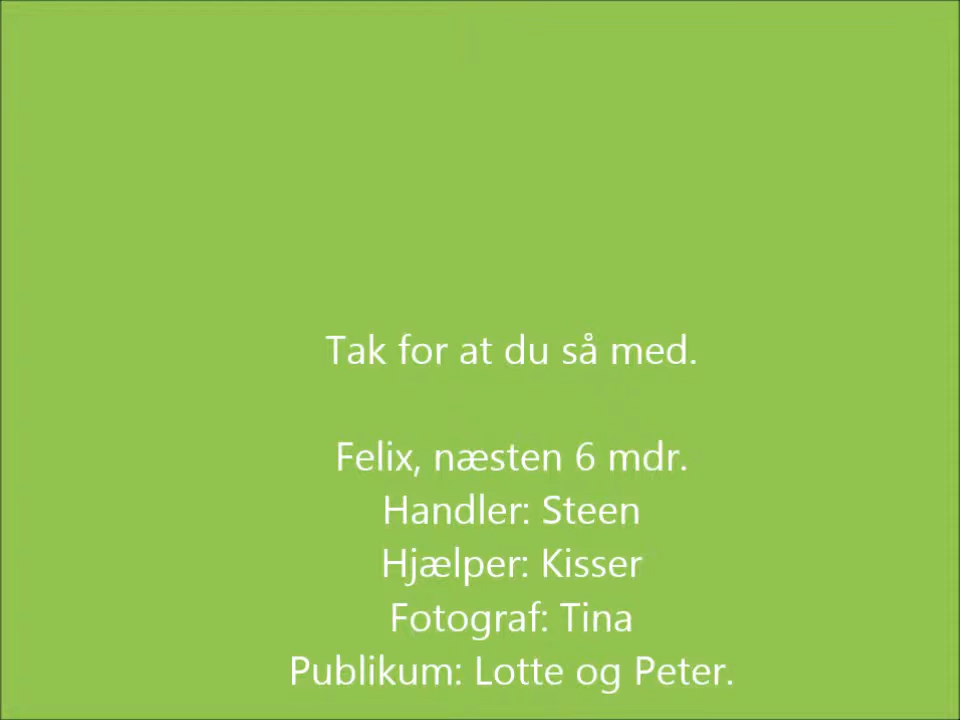 Tak for at du så med.
Felix, næsten 6 mdr.
Handler: Steen
Hjælper: Kisser
Fotograf: Tina
Publikum: Lotte og Peter.